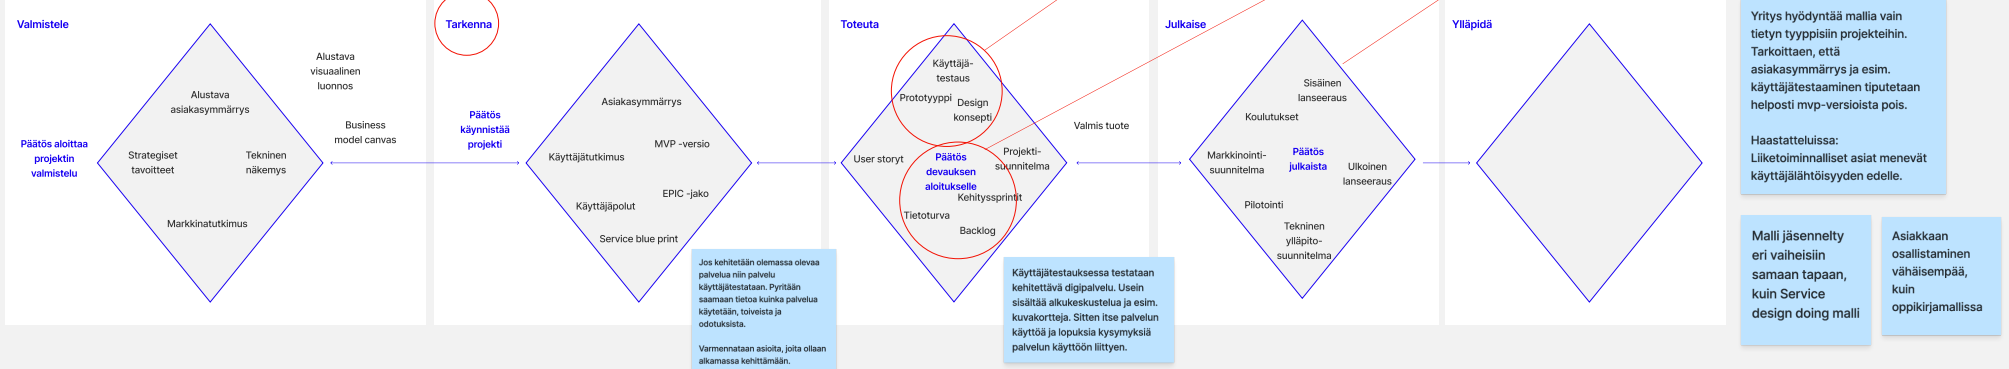 Valmistele
Alustava
visuaalinen
luonnos
Alustava
asiakasymmärrys
Business
model canvas
Päätös aloittaa
projektin
valmistelu
Strategiset
tavoitteet
Tekninen
näkemys
Markkinatutkimus
Tarkenna
Päätös
käynnistää
projekti
Asiakasymmärrys
MVP -versio
Käyttäjätutkimus
EPIC -jako
Käyttäjäpolut
Service blue print
Jos kehitetään olemassa olevaa
palvelua niin palvelu
käyttäjätestataan. Pyritään
saamaan tietoa kuinka palvelua
käytetään, toiveista ja
odotuksista.
Varmennataan asioita, joita ollaan
alkamassa kehittämään.
Toteuta
Käyttäjä-
testaus
Prototyyppi
Design
konsepti
Valmis tuote
User storyt
Päätös
devauksen
aloitukselle
Projekti-
suunnitelma
Kehityssprintit
Tietoturva
Backlog
Käyttäjätestauksessa testataan
kehitettävä digipalvelu. Usein
sisältää alkukeskustelua ja esim.
kuvakortteja. Sitten itse palvelun
käyttöä ja lopuksia kysymyksiä
palvelun käyttöön liittyen.
Julkaise
Sisäinen
lanseeraus
Koulutukset
Markkinointi-
suunnitelma
Päätös
julkaista
Ulkoinen
lanseeraus
Pilotointi
Tekninen
ylläpito-
suunnitelma
Ylläpidä
Yritys hyödyntää mallia vain
tietyn tyyppisiin projekteihin.
Tarkoittaen, että
asiakasymmärrys ja esim.
käyttäjätestaaminen tiputetaan
helposti mvp-versioista pois.
Haastatteluissa:
Liiketoiminnalliset asiat menevät
käyttäjälähtöisyyden edelle.
Malli jäsennelty
eri vaiheisiin
samaan tapaan,
kuin Service
design doing malli
Asiakkaan
osallistaminen
vähäisempää,
kuin
oppikirjamallissa